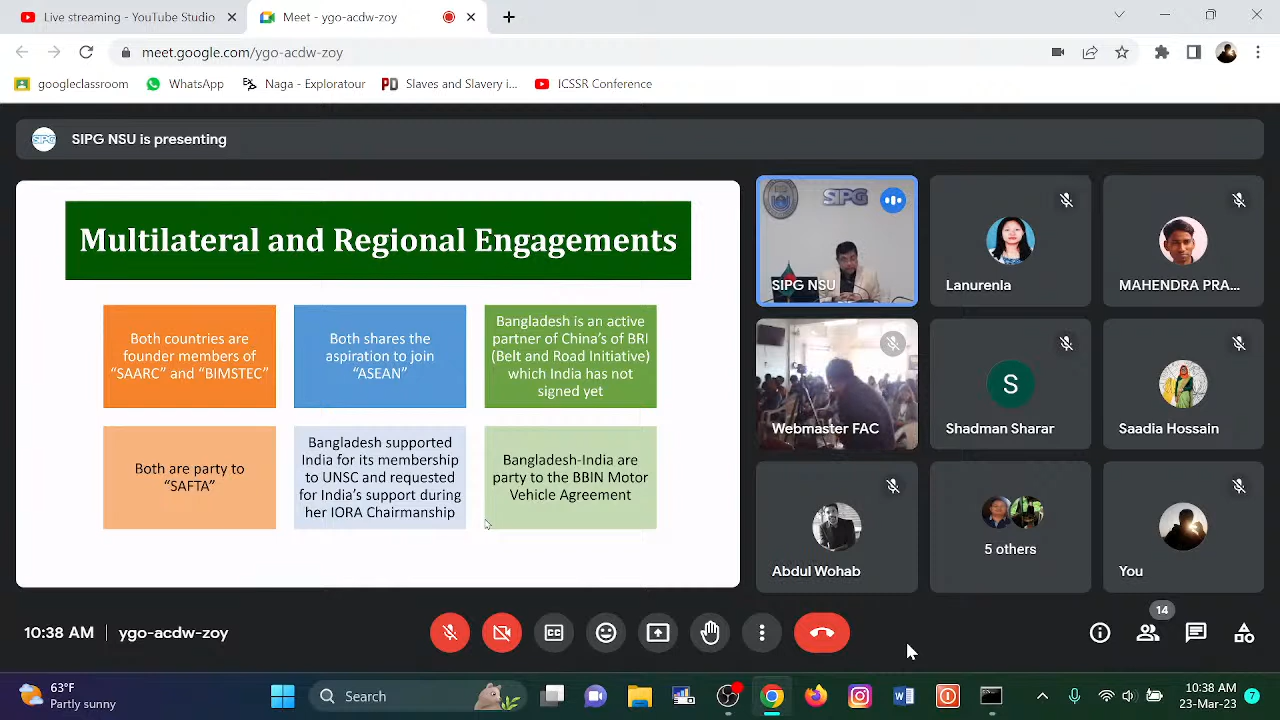 Live streaming - YouTube Studio
Meet - ygo-acdw-zoy
meet.google.com/ygo-acdw-zoy
googleclassroom
WhatsApp
Naga - Exploratour
PD
Slaves and Slavery i...
ICSSR Conference
SIPG
SIPG NSU is presenting
Multilateral and Regional Engagements
Both countries are
founder members of
“SAARC” and “BIMSTEC”
Both shares the
aspiration to join
“ASEAN”
Bangladesh is an active
partner of China’s of BRI
(Belt and Road Initiative)
which India has not
signed yet
Both are party to
“SAFTA”
Bangladesh supported
India for its membership
to UNSC and requested
for India’s support during
her IORA Chairmanship
Bangladesh-India are
party to the BBIN Motor
Vehicle Agreement
SIPG
SIPG NSU
Lanurenla
MAHENDRA PRA...
Webmaster FAC
S
Shadman Sharar
Saadia Hossain
Abdul Wohab
5 others
You
10:38 AM
ygo-acdw-zoy
14
63°F
Partly sunny
Search
10:38 AM
23-Mar-23
7